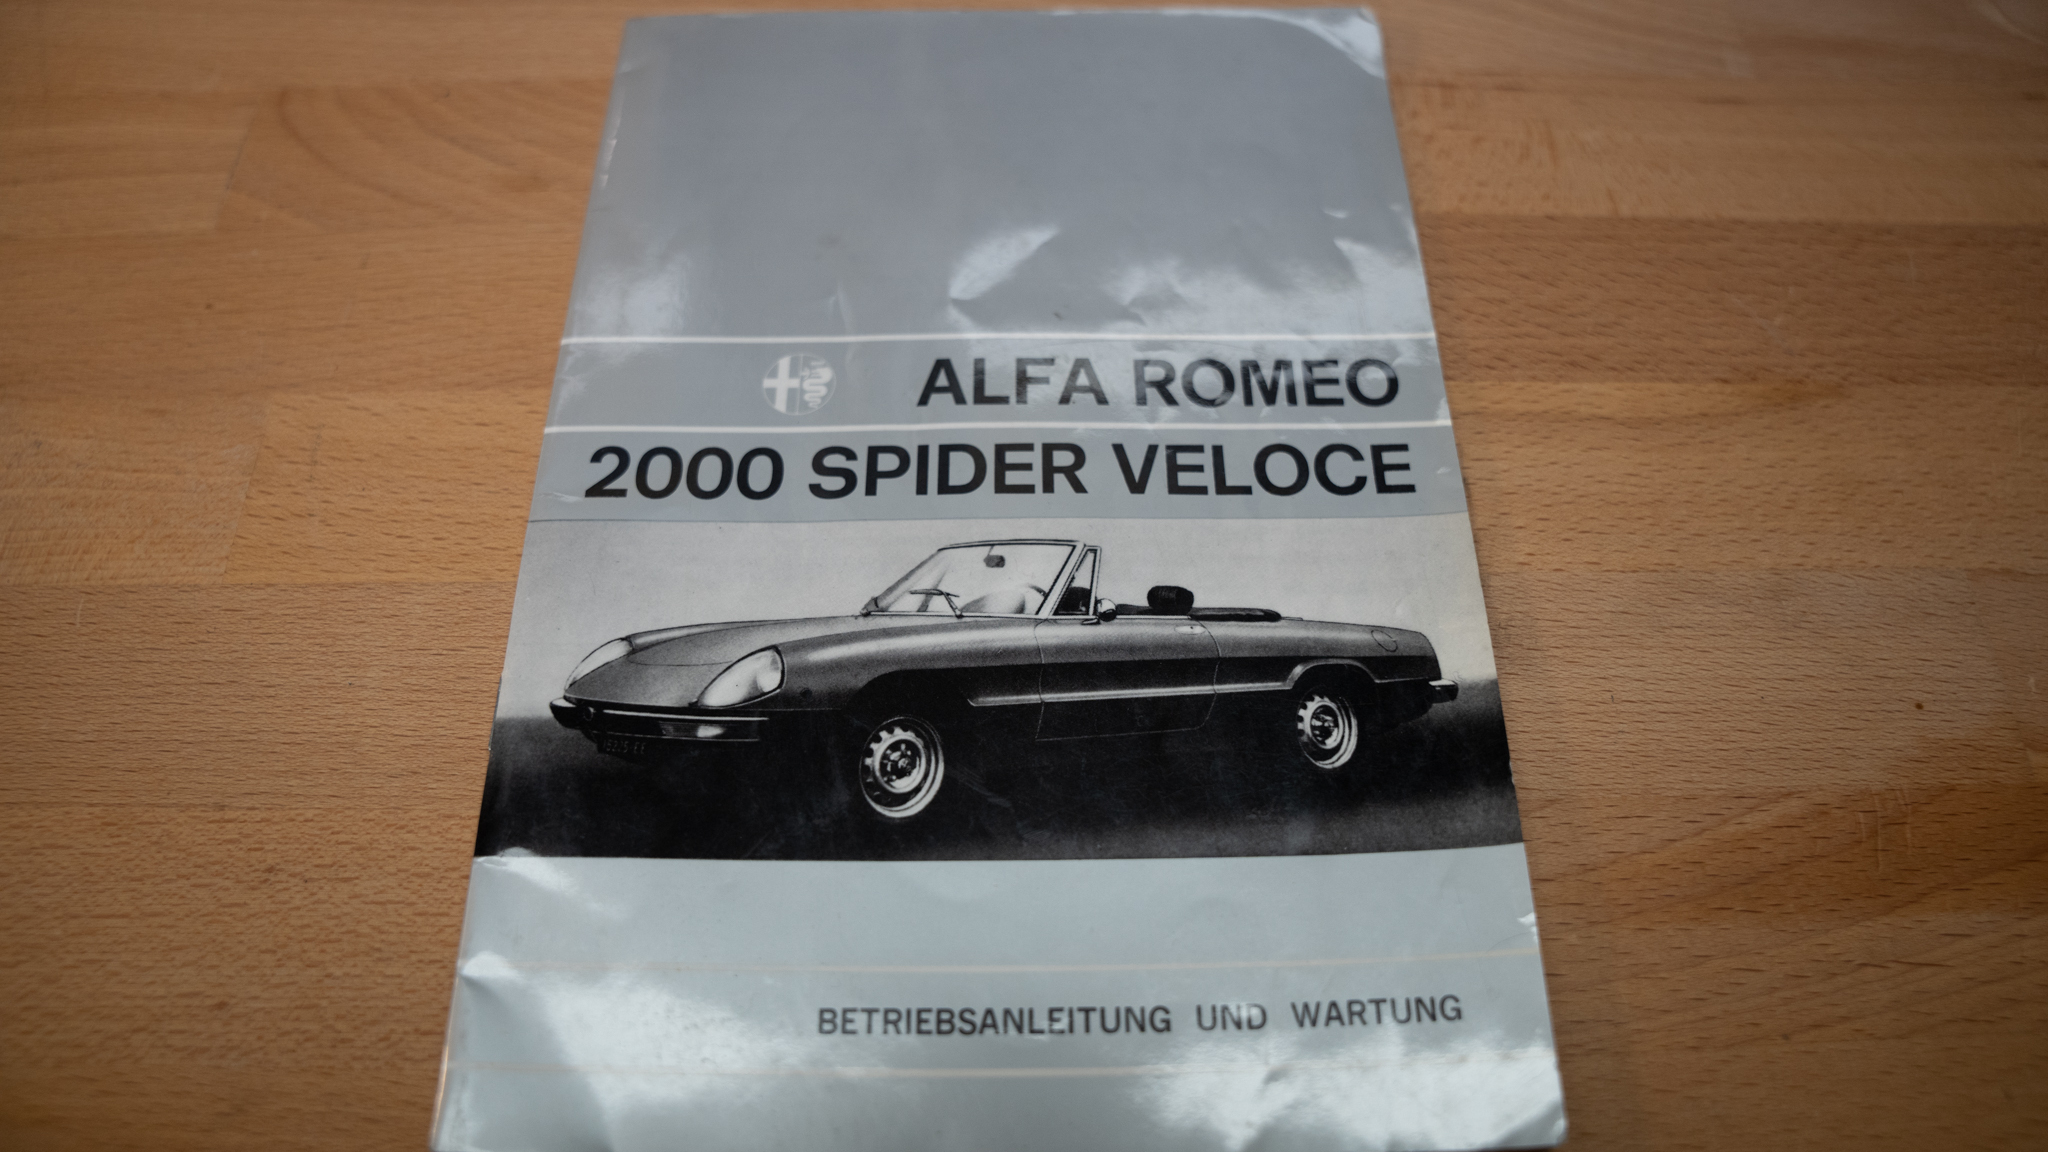 ALFA ROMEO
2000 SPIDER VELOCE
BETRIEBSANLEITUNG UND WARTUNG